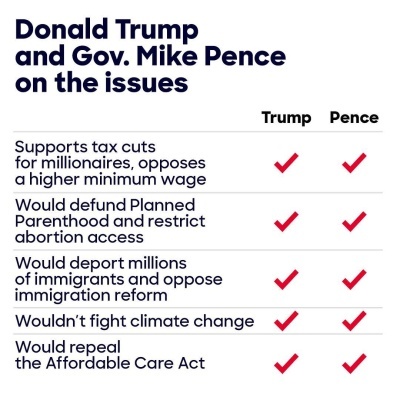 Donald Trump
and Gov. Mike Pence
on the issues
Trump Pence
Supports tax cuts
for millionaires, opposes
a higher minimum wage
Would defund Planned
Parenthood and restrict
abortion access
Would deport millions
of immigrants and oppose
immigration reform
Wouldn't fight climate change
Would repeal
the Affordable Care Act